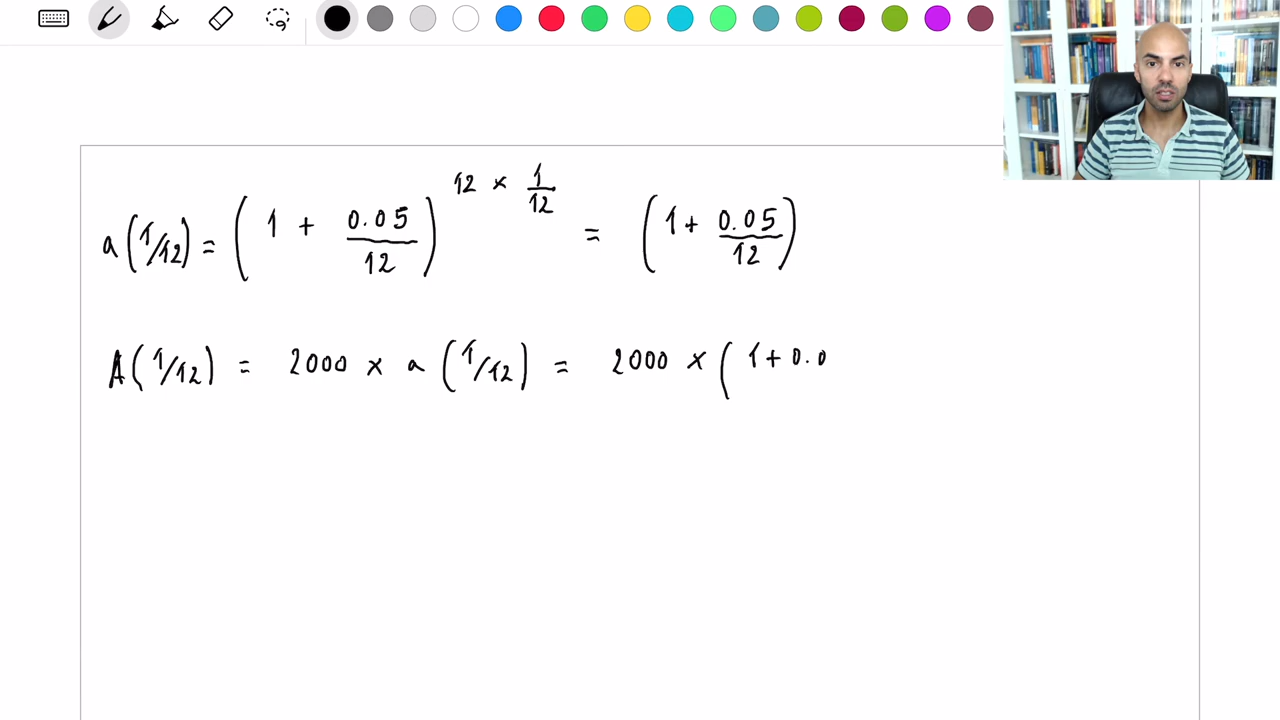 a(1/12) = (1 + 0.05/12)^(12 × 1/12) = (1 + 0.05/12)
A(1/12) = 2000 × a(1/12) = 2000 × (1 + 0.0